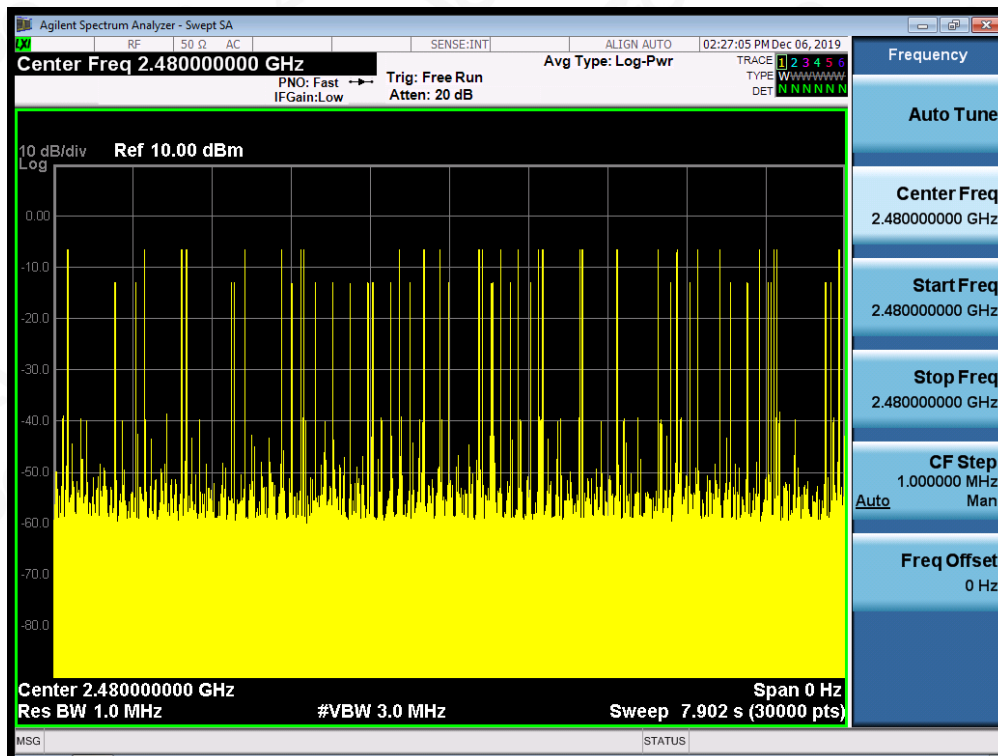 Agilent Spectrum Analyzer - Swept SA
LXI RF 50 Ω AC SENSE:INT ALIGN AUTO 02:27:05 PM Dec 06, 2019
Center Freq 2.480000000 GHz
PNO: Fast
IFGain:Low
Trig: Free Run
Atten: 20 dB
Avg Type: Log-Pwr
TRACE 1 2 3 4 5 6
TYPE WWWWWW
DET N N N N N N
10 dB/div Ref 10.00 dBm
Log
0.00
-10.0
-20.0
-30.0
-40.0
-50.0
-60.0
-70.0
-80.0
Center 2.480000000 GHz Span 0 Hz
Res BW 1.0 MHz #VBW 3.0 MHz Sweep 7.902 s (30000 pts)
MSG STATUS
Frequency
Auto Tune
Center Freq
2.480000000 GHz
Start Freq
2.480000000 GHz
Stop Freq
2.480000000 GHz
CF Step
1.000000 MHz
Auto Man
Freq Offset
0 Hz